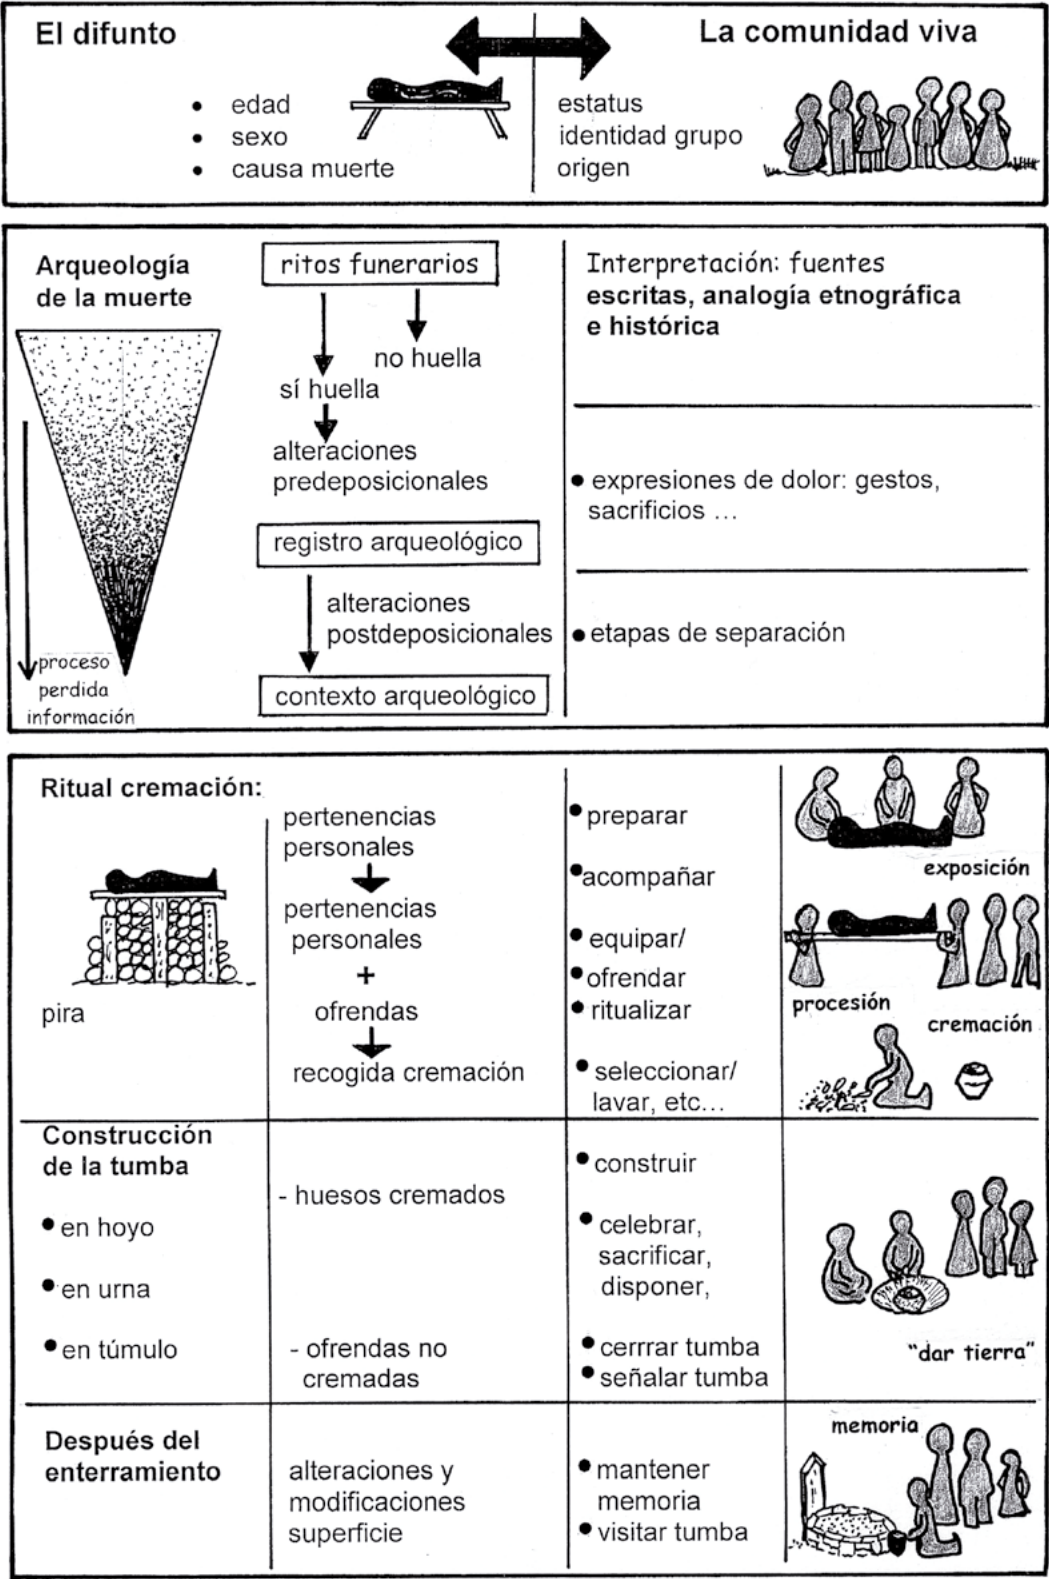 El difunto
La comunidad viva
• edad
• sexo
• causa muerte
estatus
identidad grupo
origen
Arqueología
de la muerte
ritos funerarios
no huella
sí huella
alteraciones
predeposicionales
registro arqueológico
alteraciones
postdeposicionales
contexto arqueológico
proceso
perdida
información
Interpretación: fuentes
escritas, analogía etnográfica
e histórica
• expresiones de dolor: gestos,
sacrificios ...
• etapas de separación
Ritual cremación:
pira
pertenencias
personales
pertenencias
personales
+
ofrendas
recogida cremación
• preparar
• acompañar
• equipar/
• ofrendar
• ritualizar
• seleccionar/
lavar, etc...
exposición
procesión
cremación
Construcción
de la tumba
• en hoyo
• en urna
• en túmulo
- huesos cremados
- ofrendas no
cremadas
• construir
• celebrar,
sacrificar,
disponer,
• cerrrar tumba
• señalar tumba
“dar tierra”
Después del
enterramiento
alteraciones y
modificaciones
superficie
• mantener
memoria
• visitar tumba
memoria